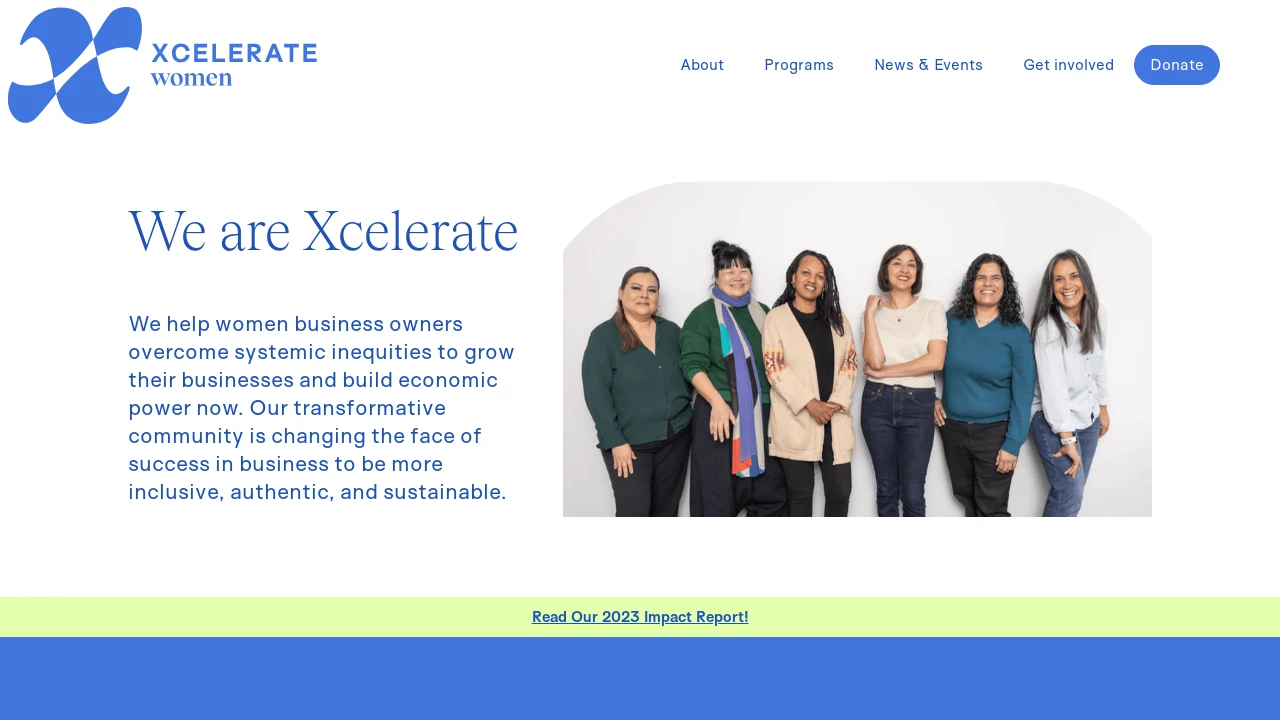 XCELERATE
women
About
Programs
News & Events
Get involved
Donate
We are Xcelerate
We help women business owners
overcome systemic inequities to grow
their businesses and build economic
power now. Our transformative
community is changing the face of
success in business to be more
inclusive, authentic, and sustainable.
Read Our 2023 Impact Report!